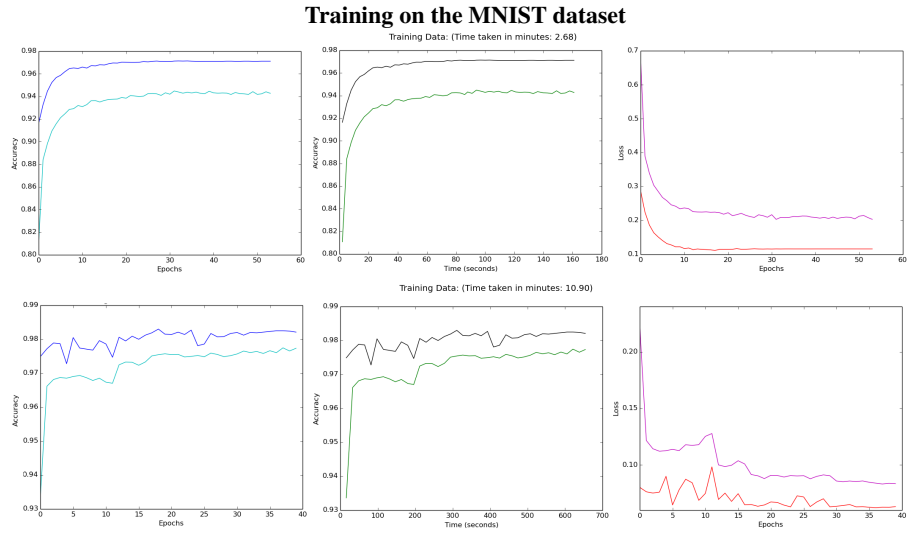 Training on the MNIST dataset
Training Data: (Time taken in minutes: 2.68)
0.98
0.96
0.94
0.92
0.90
0.88
0.86
0.84
0.82
0.80
Accuracy
0 10 20 30 40 50 60
Epochs
0.98
0.96
0.94
0.92
0.90
0.88
0.86
0.84
0.82
0.80
Accuracy
0 20 40 60 80 100 120 140 160 180
Time (seconds)
0.7
0.6
0.5
0.4
0.3
0.2
0.1
Loss
0 10 20 30 40 50 60
Epochs
Training Data: (Time taken in minutes: 10.90)
0.99
0.98
0.97
0.96
0.95
0.94
0.93
Accuracy
0 5 10 15 20 25 30 35 40
Epochs
0.99
0.98
0.97
0.96
0.95
0.94
0.93
Accuracy
0 100 200 300 400 500 600 700
Time (seconds)
0.20
0.15
0.10
Loss
0 5 10 15 20 25 30 35 40
Epochs